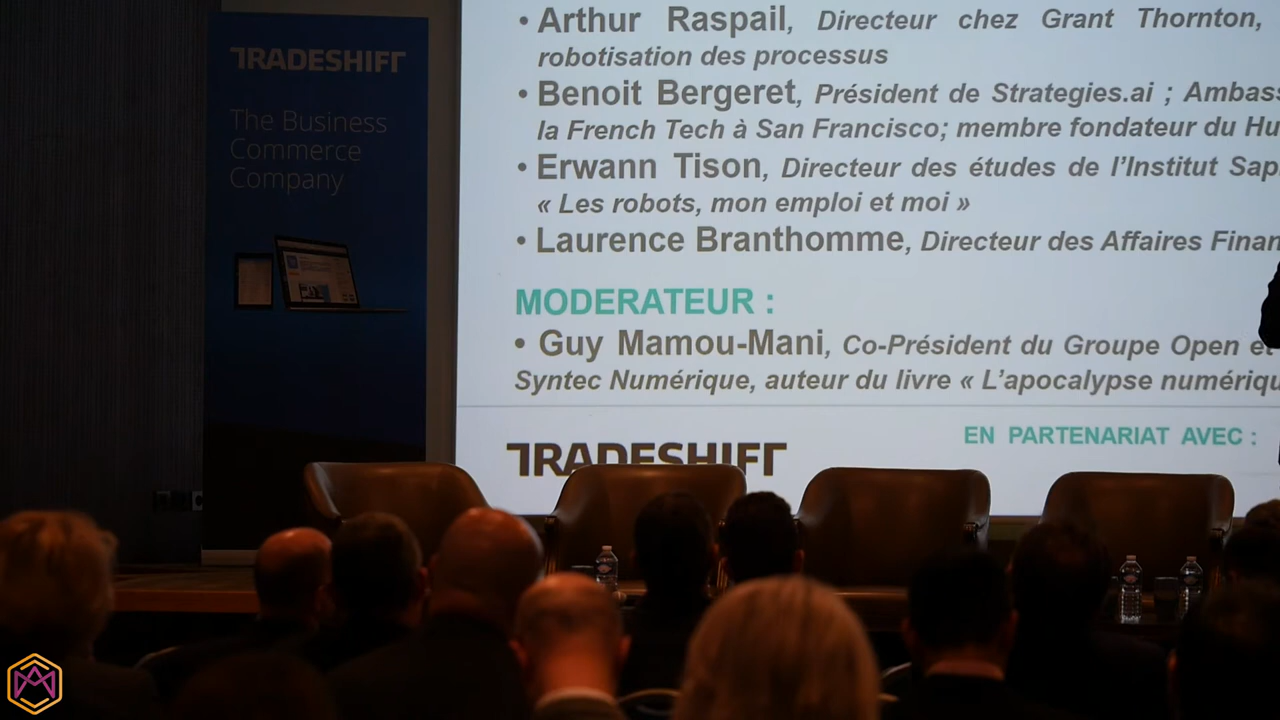 TRADESHIFT
The Business
Commerce
Company
• Arthur Raspail, Directeur chez Grant Thornton,
robotisation des processus
• Benoit Bergeret, Président de Strategies.ai ; Ambass
la French Tech à San Francisco; membre fondateur du Hu
• Erwann Tison, Directeur des études de l'Institut Sap
« Les robots, mon emploi et moi »
• Laurence Branthomme, Directeur des Affaires Finan
MODERATEUR :
• Guy Mamou-Mani, Co-Président du Groupe Open et
Syntec Numérique, auteur du livre « L'apocalypse numériqu
EN PARTENARIAT AVEC :
TRADESHIFT